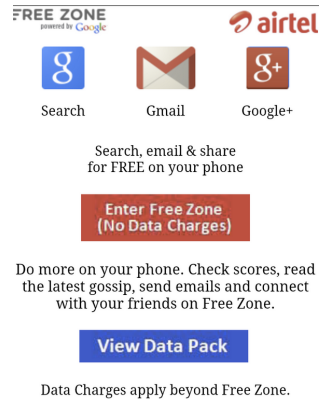 FREE ZONE
powered by Google
airtel
g
g+
Search
Gmail
Google+
Search, email & share
for FREE on your phone
Enter Free Zone
(No Data Charges)
Do more on your phone. Check scores, read
the latest gossip, send emails and connect
with your friends on Free Zone.
View Data Pack
Data Charges apply beyond Free Zone.